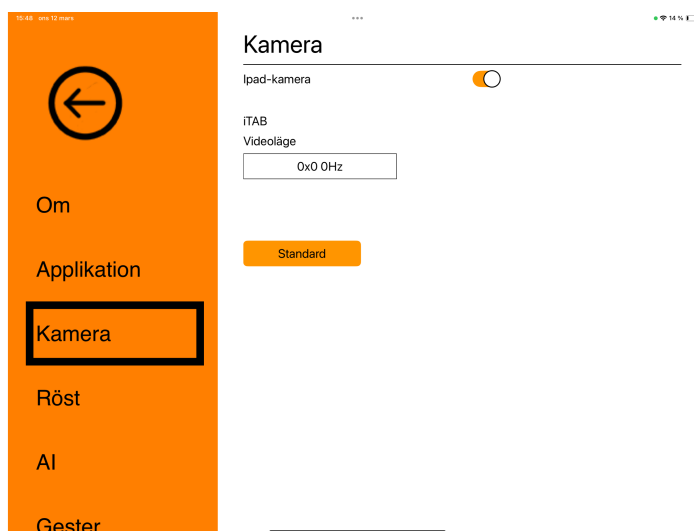 15:48 ons 12 mars
14 %
Kamera
Ipad-kamera
iTAB
Videoläge
0x0 0Hz
Standard
Om
Applikation
Kamera
Röst
AI
Gester